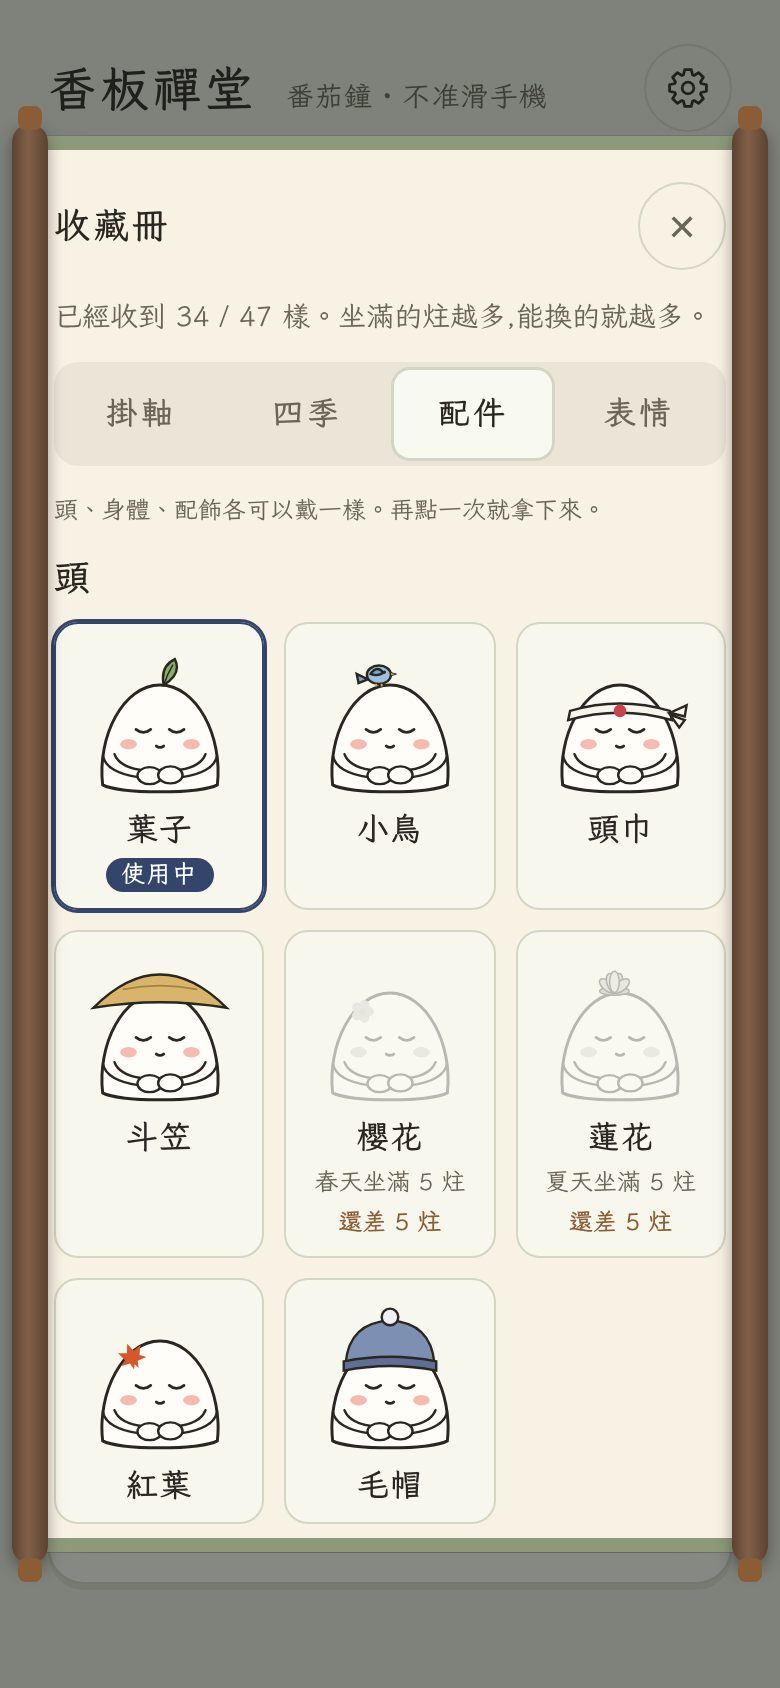 香板禪堂 番茄鐘・不准滑手機
收藏冊
已經收到 34 / 47 樣。坐滿的炷越多,能換的就越多。
掛軸 四季 配件 表情
頭、身體、配飾各可以戴一樣。再點一次就拿下來。
頭
葉子 小鳥 頭巾
使用中
斗笠 櫻花 蓮花
春天坐滿 5 炷 夏天坐滿 5 炷
還差 5 炷 還差 5 炷
紅葉 毛帽